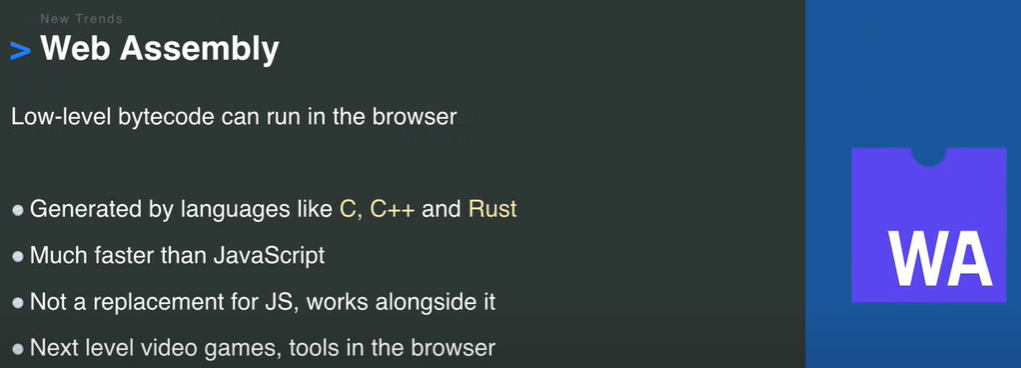 New Trends
> Web Assembly
Low-level bytecode can run in the browser
● Generated by languages like C, C++ and Rust
● Much faster than JavaScript
● Not a replacement for JS, works alongside it
● Next level video games, tools in the browser
WA